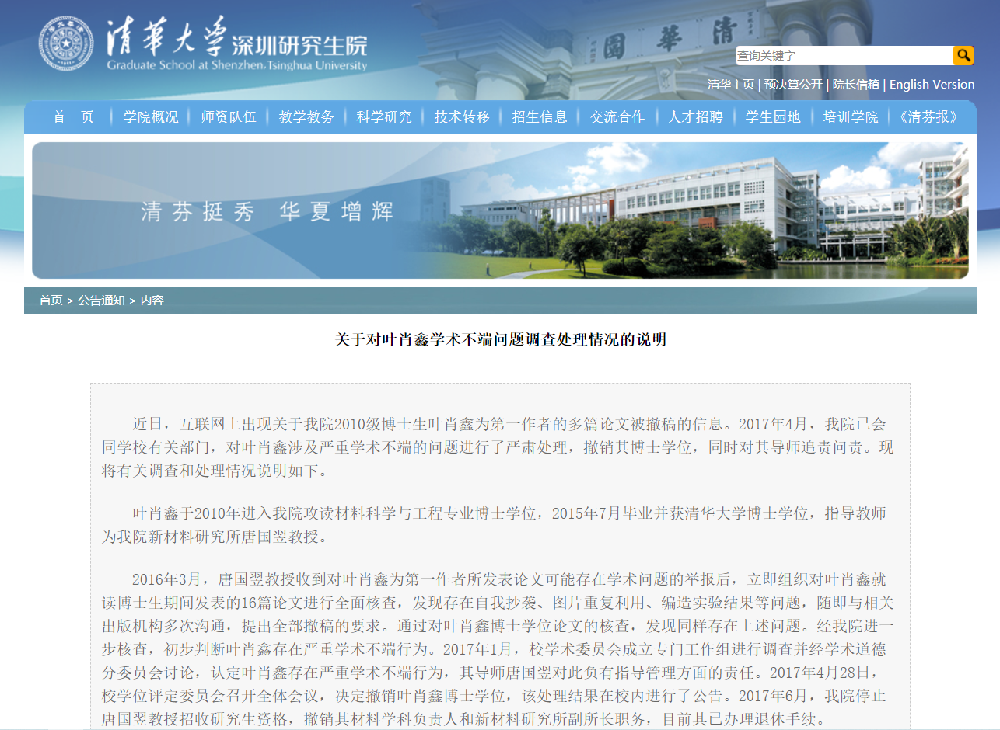 清華大学深圳研究生院
Graduate School at Shenzhen, Tsinghua University
清華園
查询关键字
清华主页 | 预决算公开 | 院长信箱 | English Version
首 页 学院概况 师资队伍 教学教务 科学研究 技术转移 招生信息 交流合作 人才招聘 学生园地 培训学院 《清芬报》
清芬挺秀 华夏增辉
首页 > 公告通知 > 内容
关于对叶肖鑫学术不端问题调查处理情况的说明
近日，互联网上出现关于我院2010级博士生叶肖鑫为第一作者的多篇论文被撤稿的信息。2017年4月，我院已会
同学校有关部门，对叶肖鑫涉及严重学术不端的问题进行了严肃处理，撤销其博士学位，同时对其导师追责问责。现
将有关调查和处理情况说明如下。
叶肖鑫于2010年进入我院攻读材料科学与工程专业博士学位，2015年7月毕业并获清华大学博士学位，指导教师
为我院新材料研究所唐国翌教授。
2016年3月，唐国翌教授收到对叶肖鑫为第一作者所发表论文可能存在学术问题的举报后，立即组织对叶肖鑫就
读博士生期间发表的16篇论文进行全面核查，发现存在自我抄袭、图片重复利用、编造实验结果等问题，随即与相关
出版机构多次沟通，提出全部撤稿的要求。通过对叶肖鑫博士学位论文的核查，发现同样存在上述问题。经我院进一
步核查，初步判断叶肖鑫存在严重学术不端行为。2017年1月，校学术委员会成立专门工作组进行调查并经学术道德
分委员会讨论，认定叶肖鑫存在严重学术不端行为，其导师唐国翌对此负有指导管理方面的责任。2017年4月28日，
校学位评定委员会召开全体会议，决定撤销叶肖鑫博士学位，该处理结果在校内进行了公告。2017年6月，我院停止
唐国翌教授招收研究生资格，撤销其材料学科负责人和新材料研究所副所长职务，目前其已办理退休手续。